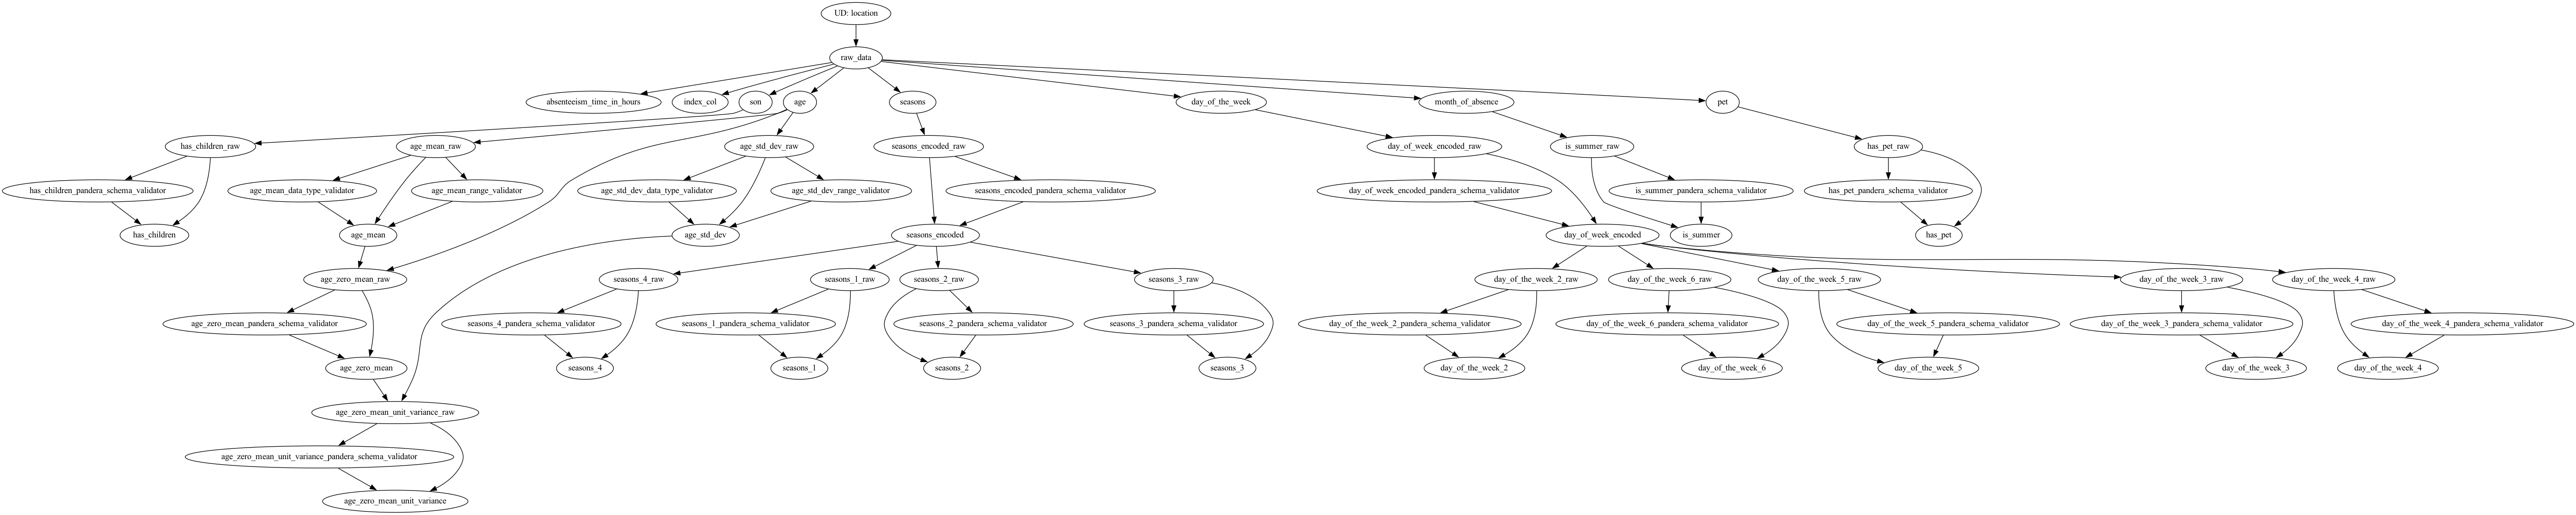 UD: location
raw_data
absenteeism_time_in_hours
index_col
son
age
seasons
day_of_the_week
month_of_absence
pet
has_children_raw
age_mean_raw
age_std_dev_raw
seasons_encoded_raw
day_of_week_encoded_raw
is_summer_raw
has_pet_raw
has_children_pandera_schema_validator
age_mean_data_type_validator
age_mean_range_validator
age_std_dev_data_type_validator
age_std_dev_range_validator
seasons_encoded_pandera_schema_validator
day_of_week_encoded_pandera_schema_validator
is_summer_pandera_schema_validator
has_pet_pandera_schema_validator
has_children
age_mean
age_std_dev
seasons_encoded
day_of_week_encoded
is_summer
has_pet
age_zero_mean_raw
seasons_4_raw
seasons_1_raw
seasons_2_raw
seasons_3_raw
day_of_the_week_2_raw
day_of_the_week_6_raw
day_of_the_week_5_raw
day_of_the_week_3_raw
day_of_the_week_4_raw
age_zero_mean_pandera_schema_validator
seasons_4_pandera_schema_validator
seasons_1_pandera_schema_validator
seasons_2_pandera_schema_validator
seasons_3_pandera_schema_validator
day_of_the_week_2_pandera_schema_validator
day_of_the_week_6_pandera_schema_validator
day_of_the_week_5_pandera_schema_validator
day_of_the_week_3_pandera_schema_validator
day_of_the_week_4_pandera_schema_validator
age_zero_mean
seasons_4
seasons_1
seasons_2
seasons_3
day_of_the_week_2
day_of_the_week_6
day_of_the_week_5
day_of_the_week_3
day_of_the_week_4
age_zero_mean_unit_variance_raw
age_zero_mean_unit_variance_pandera_schema_validator
age_zero_mean_unit_variance